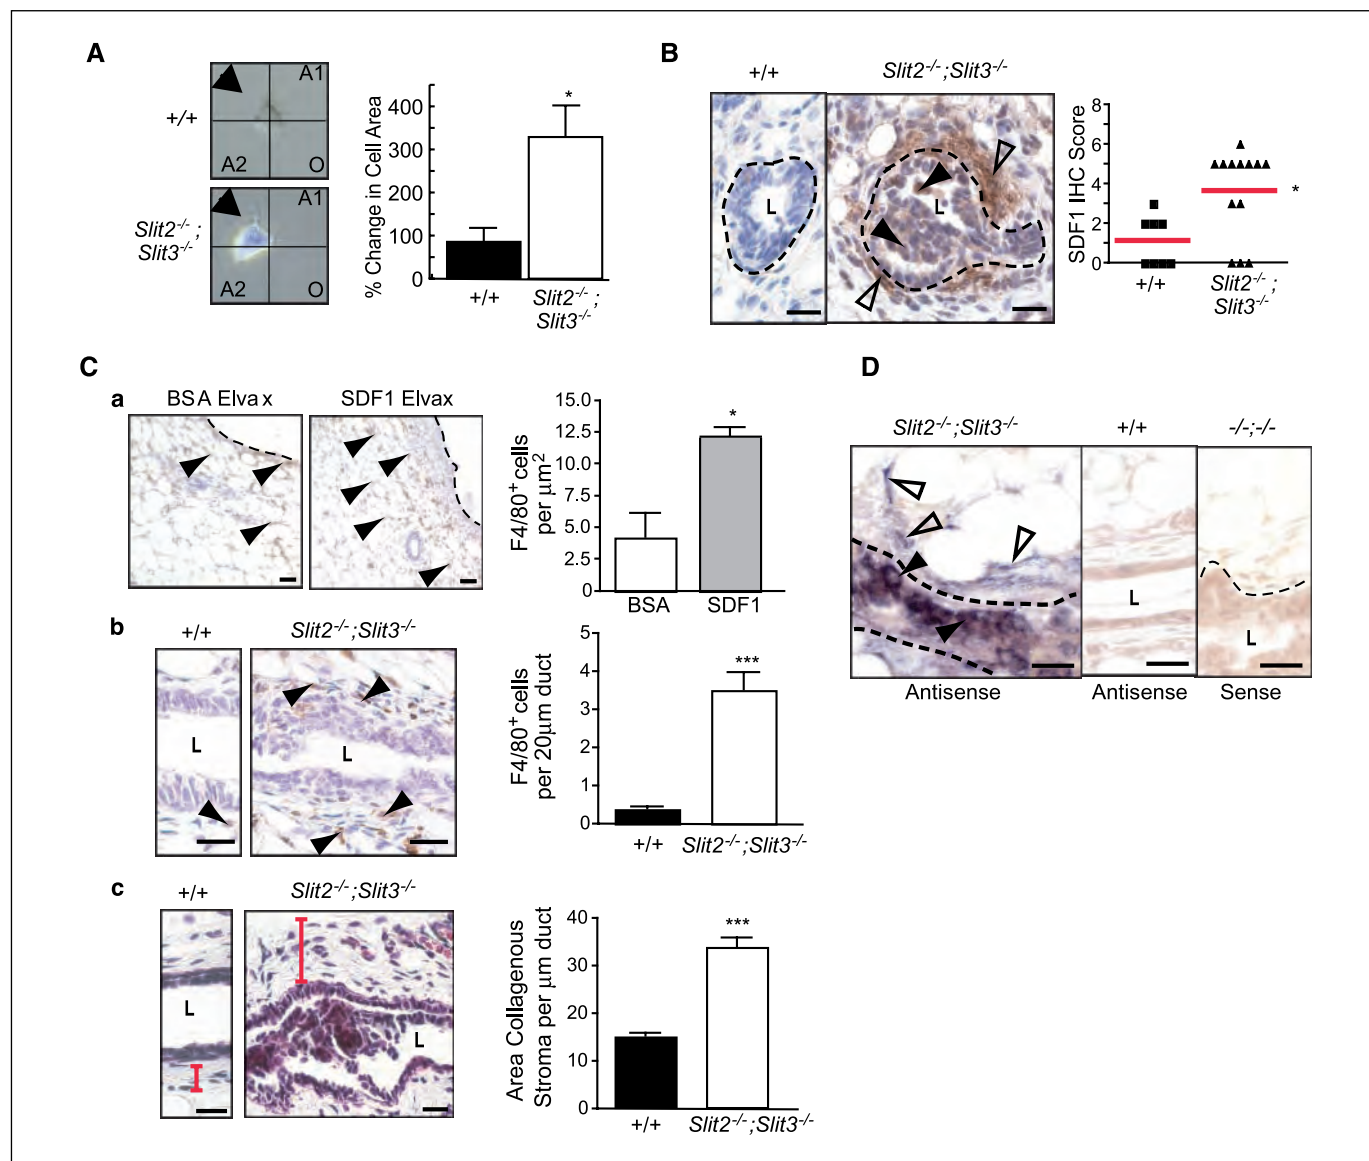 A
+/+
A1
A2
O
Slit2-/- ;
Slit3-/-
A1
A2
O
% Change in Cell Area
400
300
200
100
0
*
+/+
Slit2-/- ;
Slit3-/-
B
+/+
Slit2-/-;Slit3-/-
L
L
SDF1 IHC Score
8
6
4
2
0
*
+/+
Slit2-/- ;
Slit3-/-
C
a
BSA Elvax
SDF1 Elvax
F4/80+ cells
per μm2
15.0
12.5
10.0
7.5
5.0
2.5
0
*
BSA
SDF1
b
+/+
Slit2-/-;Slit3-/-
L
L
F4/80+ cells
per 20μm duct
5
4
3
2
1
0
***
+/+
Slit2-/-;Slit3-/-
c
+/+
Slit2-/-;Slit3-/-
L
L
Area Collagenous
Stroma per μm duct
40
30
20
10
0
***
+/+
Slit2-/-;Slit3-/-
D
Slit2-/-;Slit3-/-
+/+
-/-;-/-
L
L
Antisense
Antisense
Sense